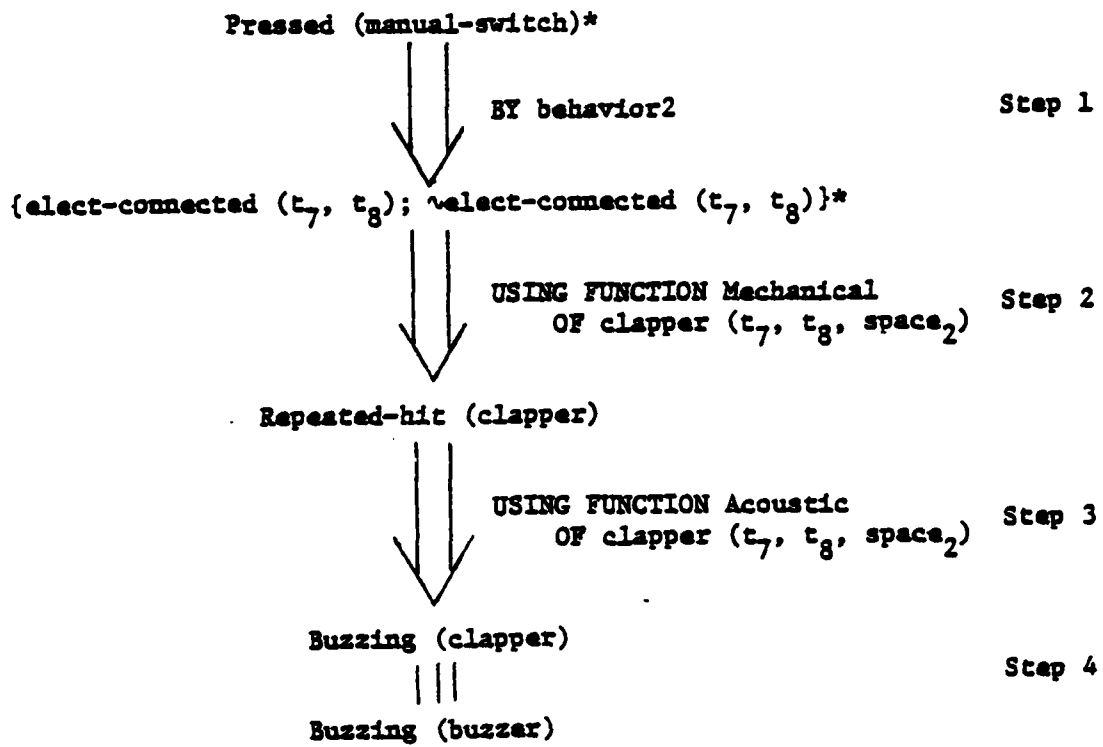 Pressed (manual-switch)*
BY behavior2 Step 1
{elect-connected (t7, t8); ~elect-connected (t7, t8)}*
USING FUNCTION Mechanical Step 2
OF clapper (t7, t8, space2)
Repeated-hit (clapper)
USING FUNCTION Acoustic Step 3
OF clapper (t7, t8, space2)
Buzzing (clapper)
Step 4
Buzzing (buzzer)